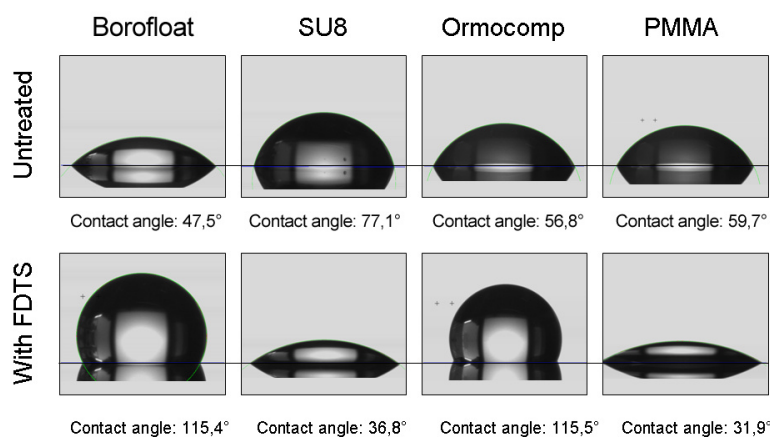 Borofloat SU8 Ormocomp PMMA
Untreated
Contact angle: 47,5° Contact angle: 77,1° Contact angle: 56,8° Contact angle: 59,7°
With FDTS
Contact angle: 115,4° Contact angle: 36,8° Contact angle: 115,5° Contact angle: 31,9°